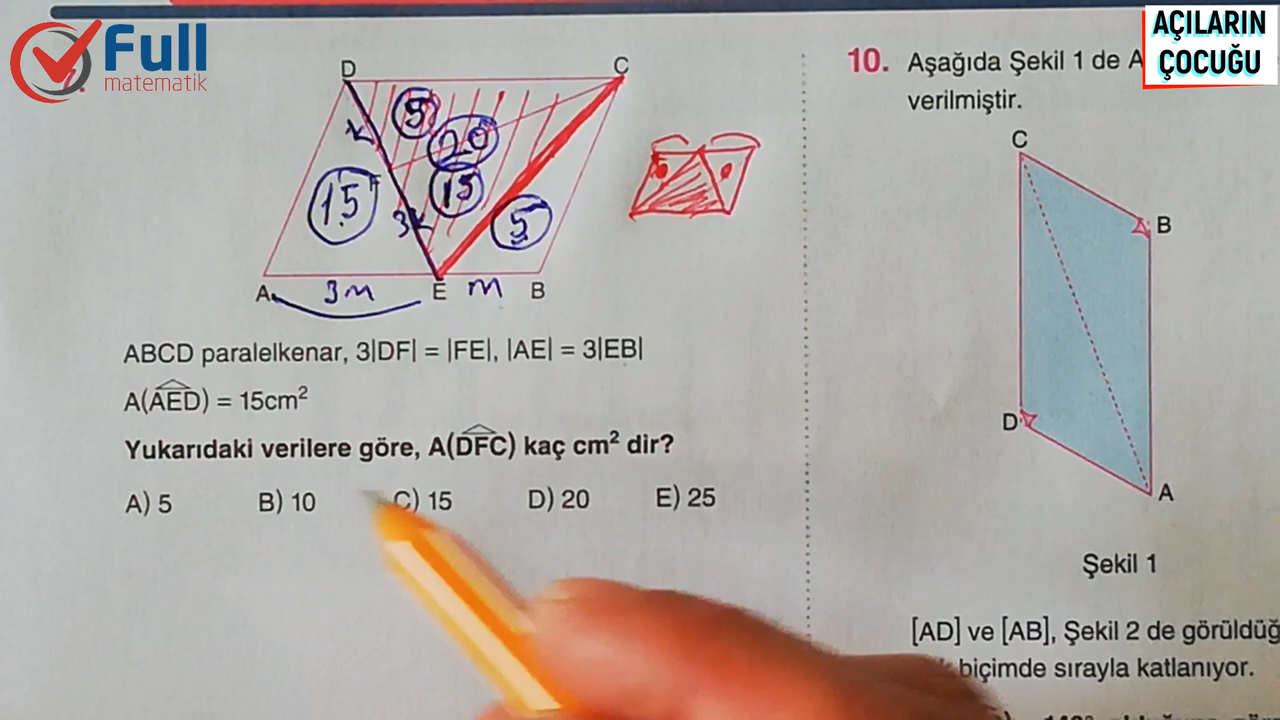 Full
matematik
AÇILARIN
ÇOCUĞU
D
C
5
20
k
15
15
3k
5
A
3m
E
m
B
ABCD paralelkenar, 3|DF| = |FE|, |AE| = 3|EB|
A(AED) = 15cm²
Yukarıdaki verilere göre, A(DFC) kaç cm² dir?
A) 5
B) 10
C) 15
D) 20
E) 25
10. Aşağıda Şekil 1 de A
verilmiştir.
C
B
D
A
Şekil 1
[AD] ve [AB], Şekil 2 de görüldüğ
biçimde sırayla katlanıyor.